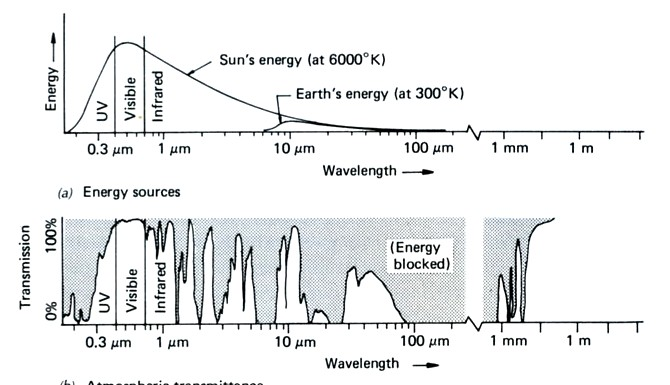 Energy
UV
Visible
Infrared
Sun's energy (at 6000°K)
Earth's energy (at 300°K)
0.3 μm 1 μm 10 μm 100 μm 1 mm 1 m
Wavelength
(a) Energy sources
Transmission
100%
0%
UV
Visible
Infrared
(Energy
blocked)
0.3 μm 1 μm 10 μm 100 μm 1 mm 1 m
Wavelength
(b) Atmospheric transmittance